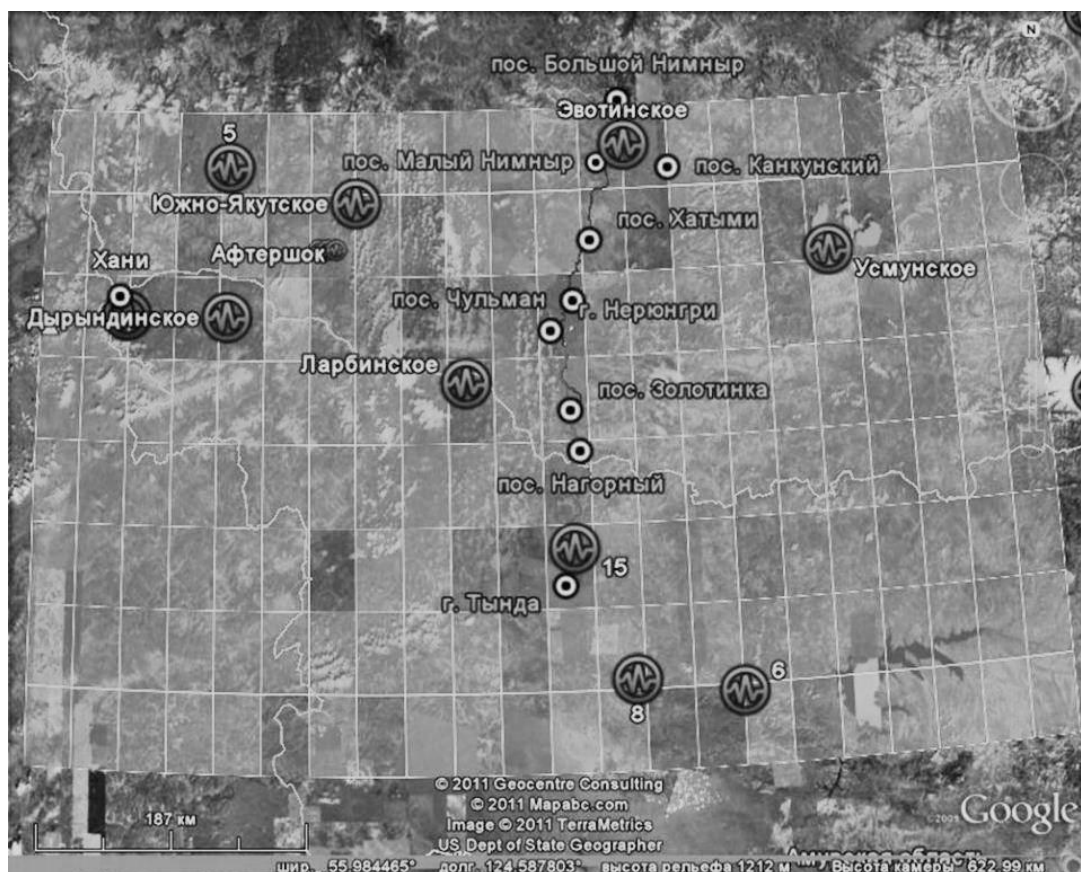 N
пос. Большой Нимныр
Эвотинское
5
пос. Малый Нимныр
пос. Канкунский
Южно-Якутское
пос. Хатыми
Афтершок
Хани
Усмунское
пос. Чульман
г. Нерюнгри
Дырындинское
Ларбинское
пос. Золотинка
пос. Нагорный
15
г. Тында
6
8
© 2011 Geocentre Consulting
© 2011 Mapabc.com
Image © 2011 TerraMetrics
US Dept of State Geographer
187 км
©2009 Google
Амурская область
шир. 55.984465° долг. 124.587803° высота рельефа 1212 m Высота камеры 622.99 км